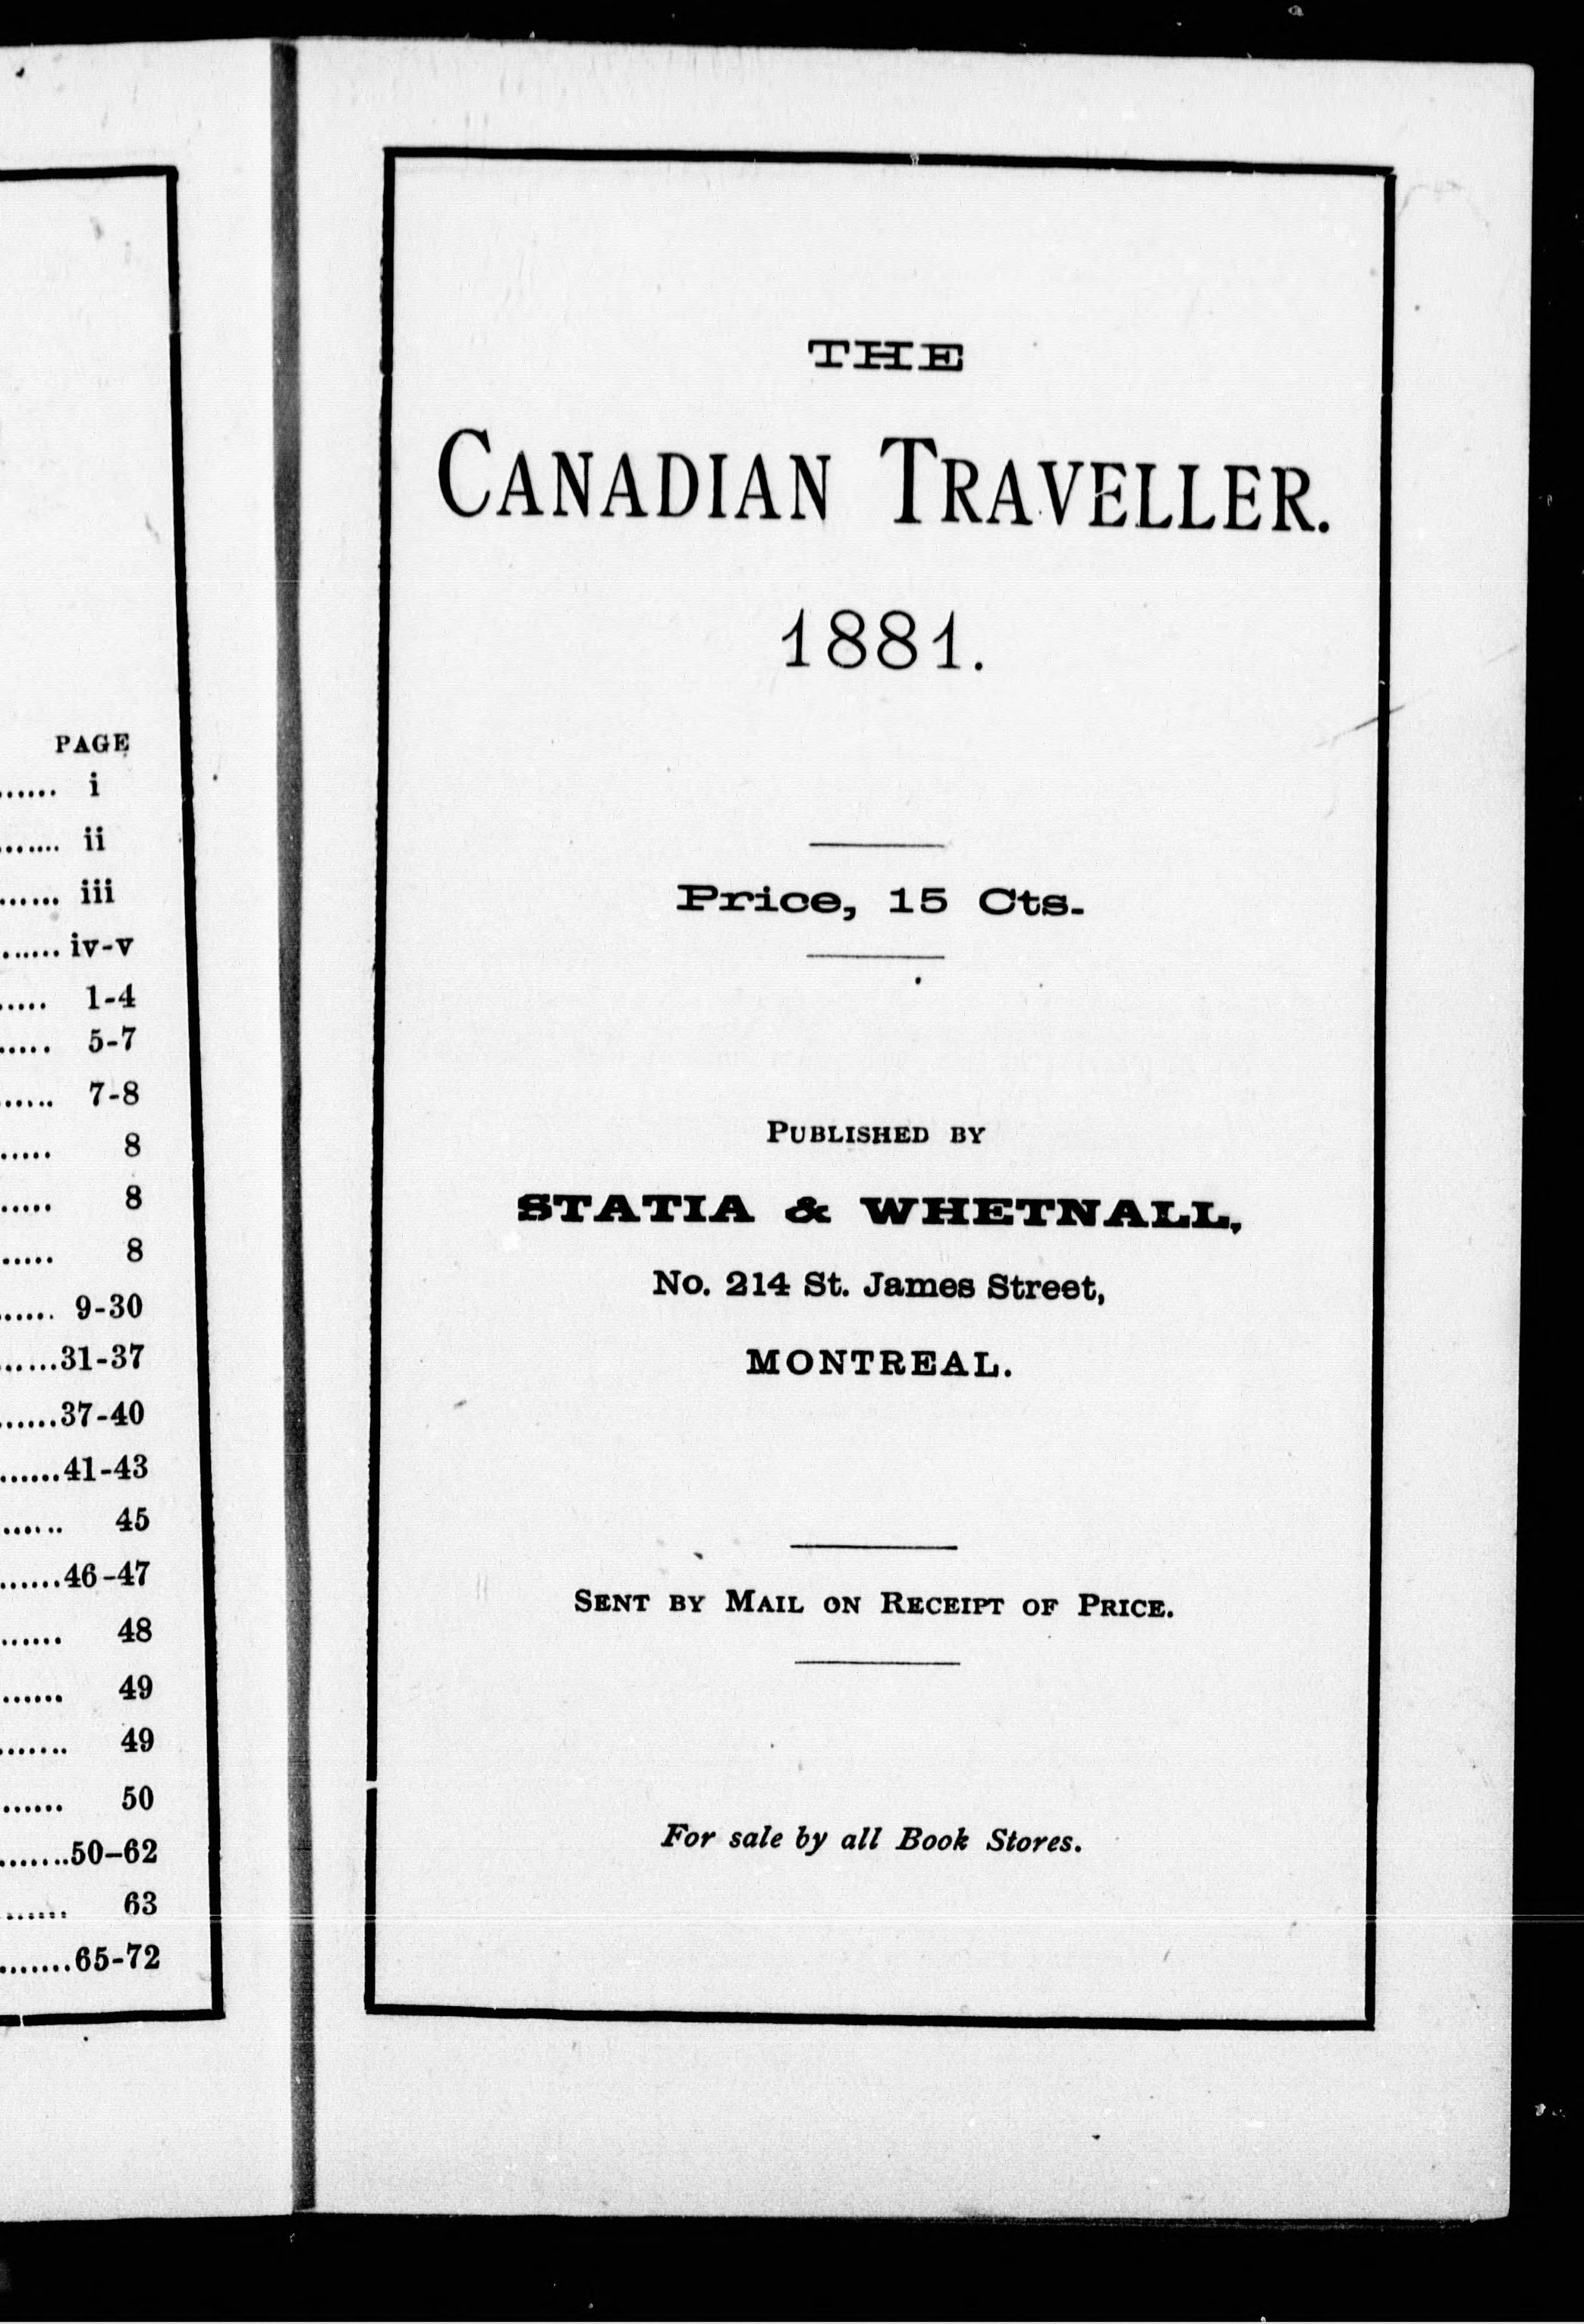 PAGE
...... i
....... ii
...... iii
...... iv-v
..... 1-4
..... 5-7
...... 7-8
..... 8
..... 8
..... 8
...... 9-30
......31-37
......37-40
.......41-43
....... 45
.......46-47
...... 48
....... 49
....... 49
...... 50
.......50-62
...... 63
........65-72
THE
CANADIAN TRAVELLER.
1881.
Price, 15 Cts.
PUBLISHED BY
STATIA & WHETNALL,
No. 214 St. James Street,
MONTREAL.
SENT BY MAIL ON RECEIPT OF PRICE.
For sale by all Book Stores.